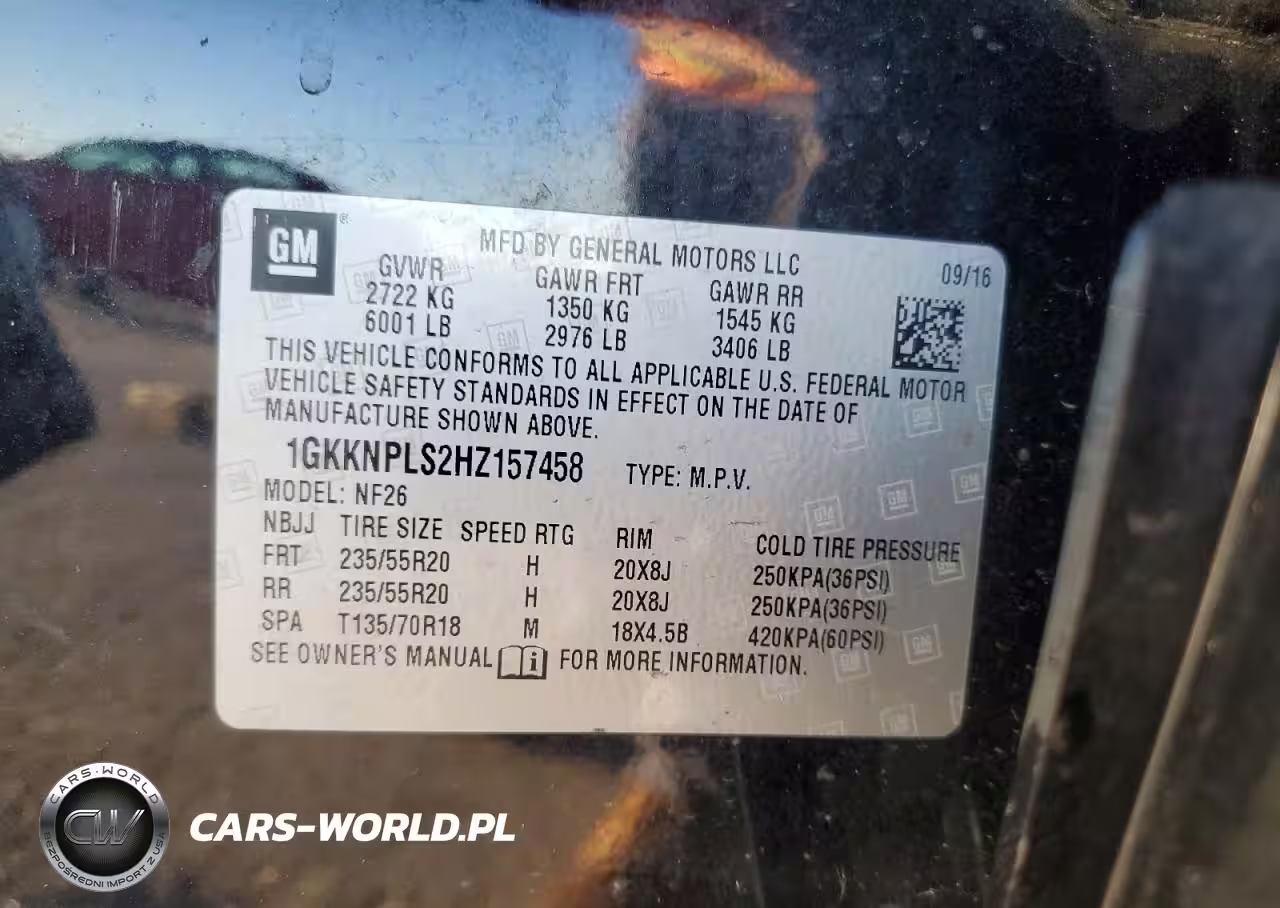 GM ®
MFD BY GENERAL MOTORS LLC
09/16
GVWR GAWR FRT GAWR RR
2722 KG 1350 KG 1545 KG
6001 LB 2976 LB 3406 LB
THIS VEHICLE CONFORMS TO ALL APPLICABLE U.S. FEDERAL MOTOR
VEHICLE SAFETY STANDARDS IN EFFECT ON THE DATE OF
MANUFACTURE SHOWN ABOVE.
1GKKNPLS2HZ157458 TYPE: M.P.V.
MODEL: NF26
NBJJ TIRE SIZE SPEED RTG RIM COLD TIRE PRESSURE
FRT 235/55R20 H 20X8J 250KPA(36PSI)
RR 235/55R20 H 20X8J 250KPA(36PSI)
SPA T135/70R18 M 18X4.5B 420KPA(60PSI)
SEE OWNER'S MANUAL i FOR MORE INFORMATION.
CARS-WORLD
CW
BEZPOŚREDNI IMPORT Z USA
CARS-WORLD.PL